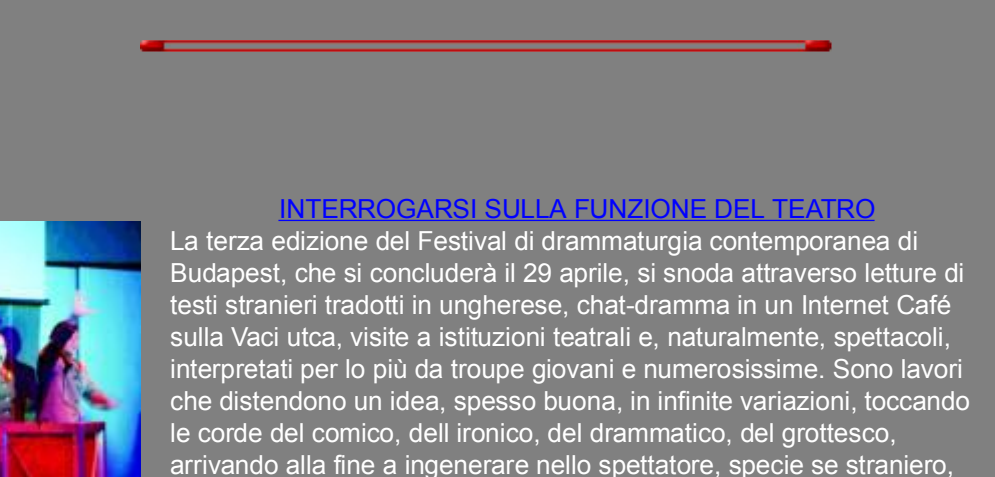 INTERROGARSI SULLA FUNZIONE DEL TEATRO
La terza edizione del Festival di drammaturgia contemporanea di
Budapest, che si concluderà il 29 aprile, si snoda attraverso letture di
testi stranieri tradotti in ungherese, chat-dramma in un Internet Café
sulla Vaci utca, visite a istituzioni teatrali e, naturalmente, spettacoli,
interpretati per lo più da troupe giovani e numerosissime. Sono lavori
che distendono un idea, spesso buona, in infinite variazioni, toccando
le corde del comico, dell ironico, del drammatico, del grottesco,
arrivando alla fine a ingenerare nello spettatore, specie se straniero,